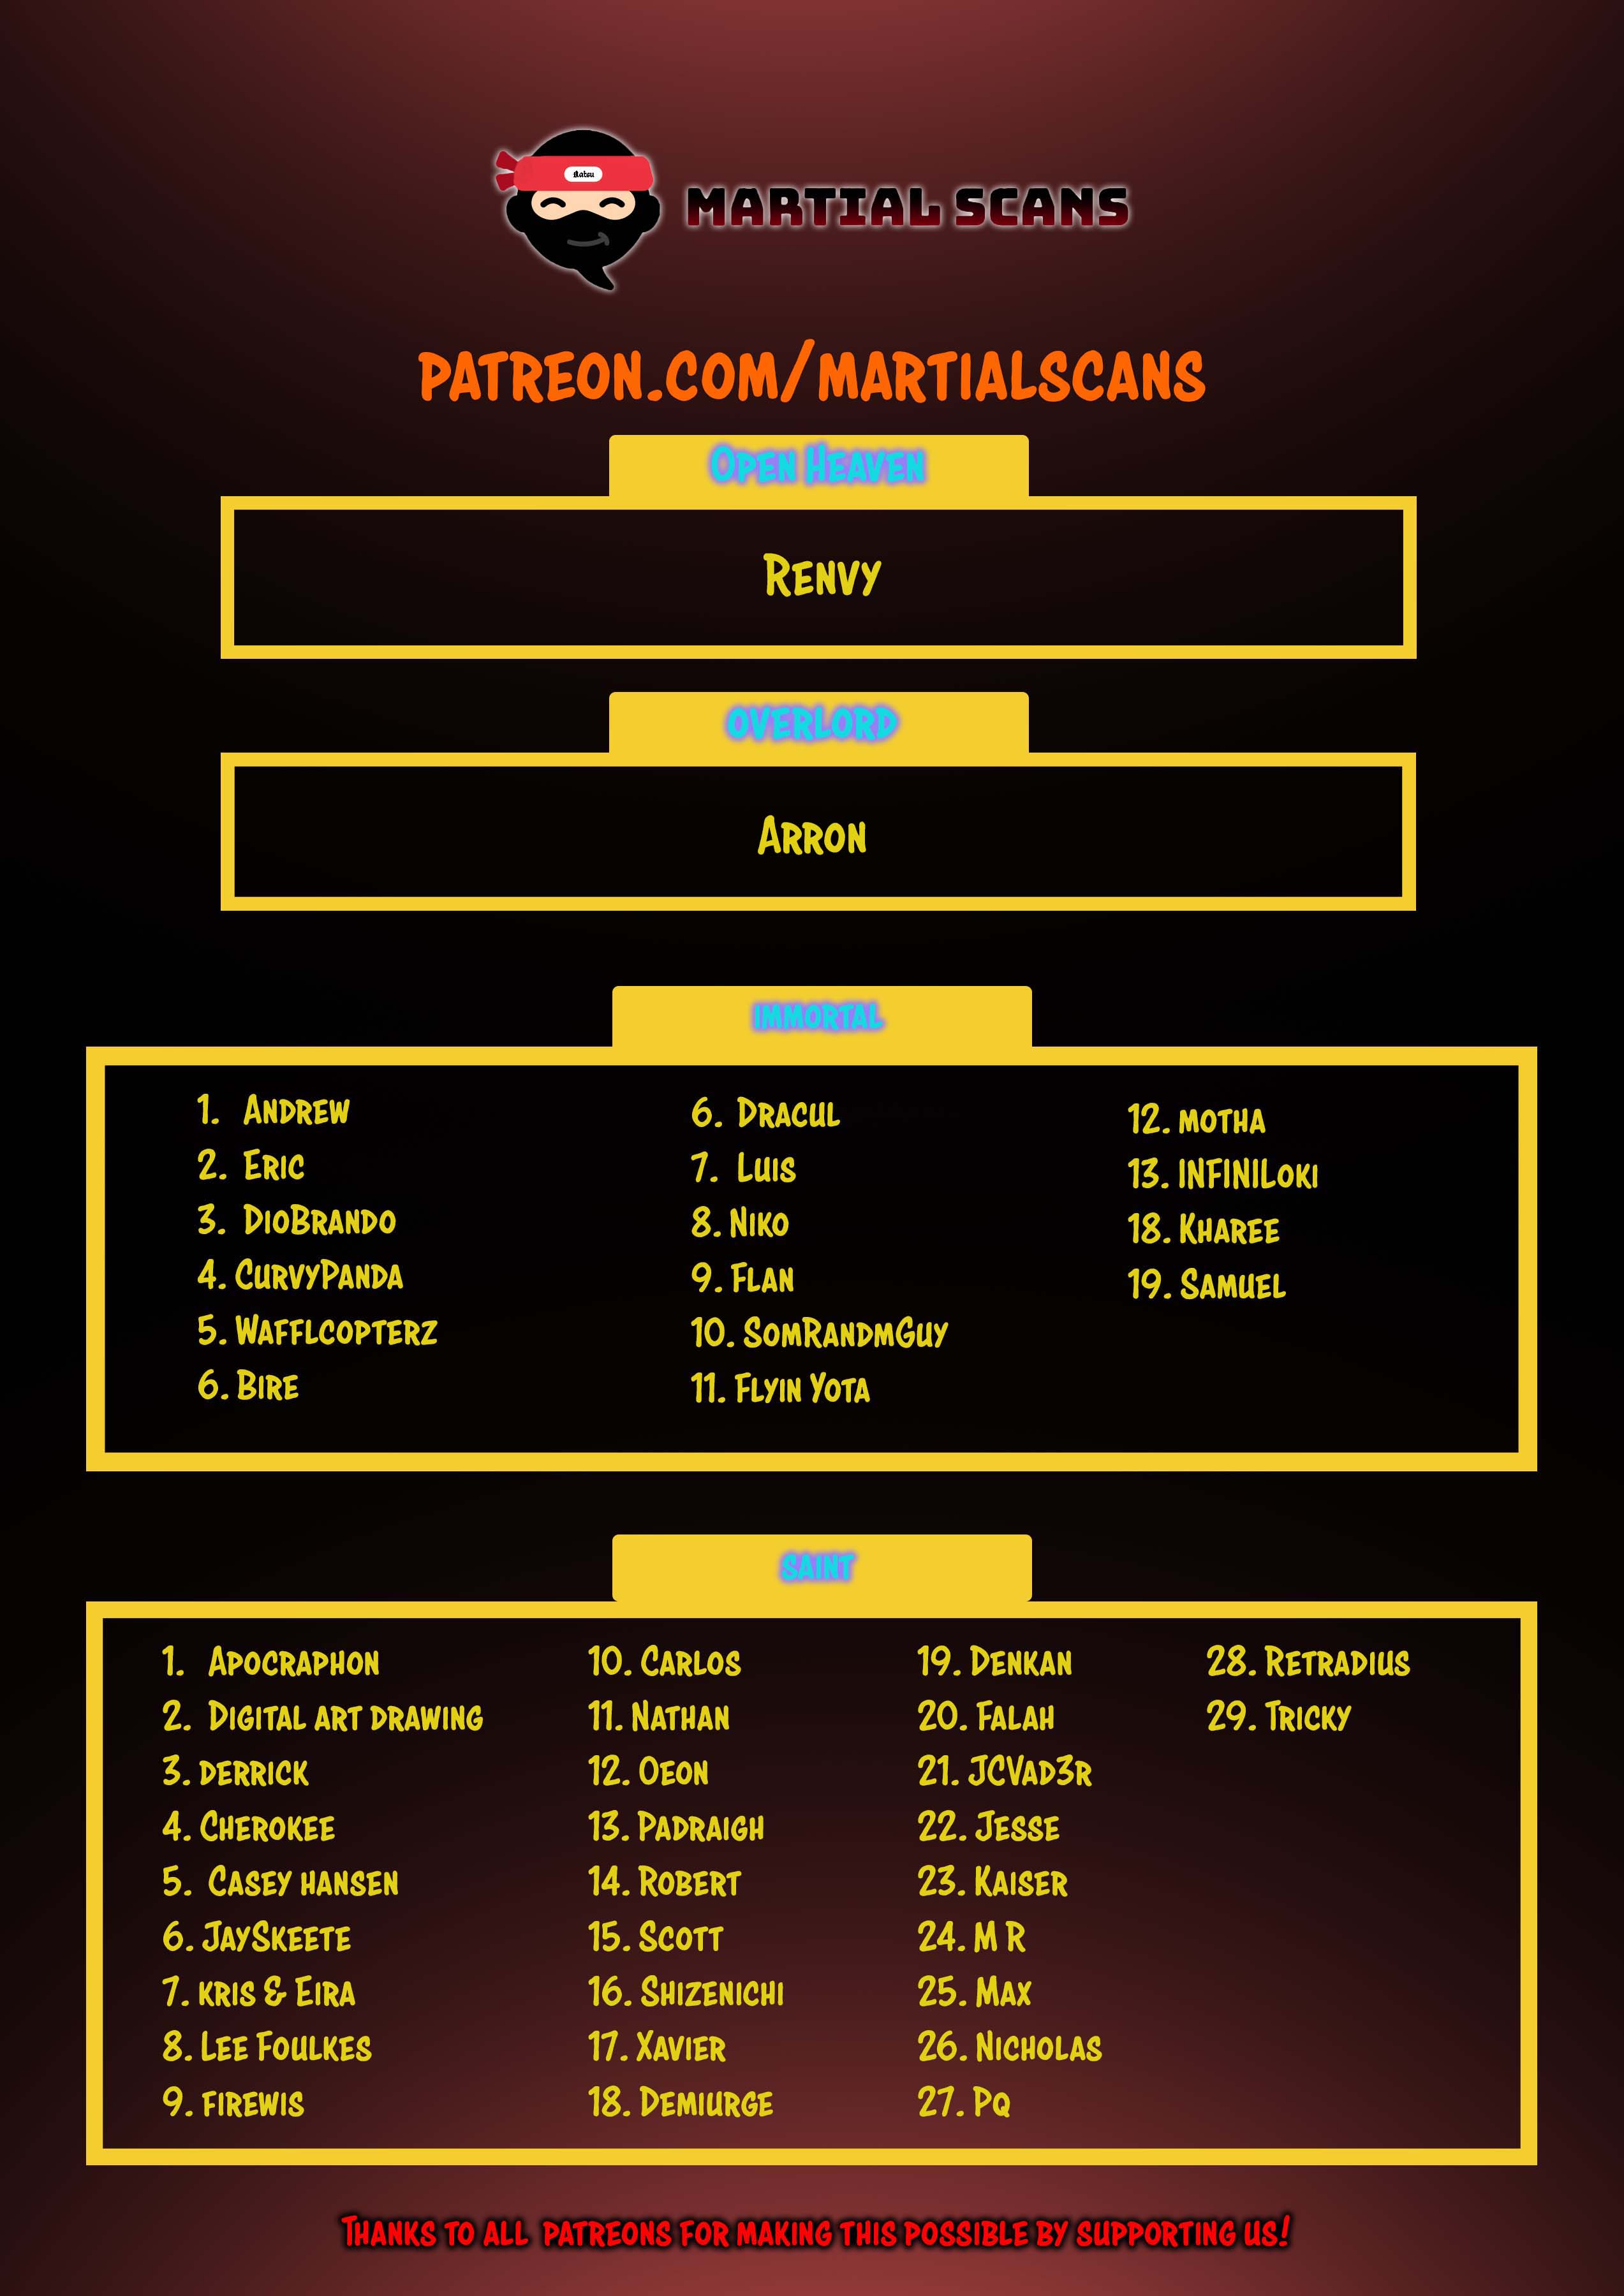 Matsu
MARTIAL SCANS
PATREON.COM/MARTIALSCANS
Open Heaven
Renvy
OVERLORD
Arron
IMMORTAL
1. Andrew
2. Eric
3. DioBrando
4. CurvyPanda
5. Wafflcopterz
6. Bire
6. Dracul
7. Luis
8. Niko
9. Flan
10. SomRandmGuy
11. Flyin Yota
12. motha
13. INFINILoki
18. Kharee
19. Samuel
SAINT
1. Apocraphon
2. Digital art drawing
3. derrick
4. Cherokee
5. Casey hansen
6. JaySkeete
7. kris & Eira
8. Lee Foulkes
9. firewis
10. Carlos
11. Nathan
12. Oeon
13. Padraigh
14. Robert
15. Scott
16. Shizenichi
17. Xavier
18. Demiurge
19. Denkan
20. Falah
21. JCVad3r
22. Jesse
23. Kaiser
24. M R
25. Max
26. Nicholas
27. Pq
28. Retradius
29. Tricky
Thanks to all patreons for making this possible by supporting us!